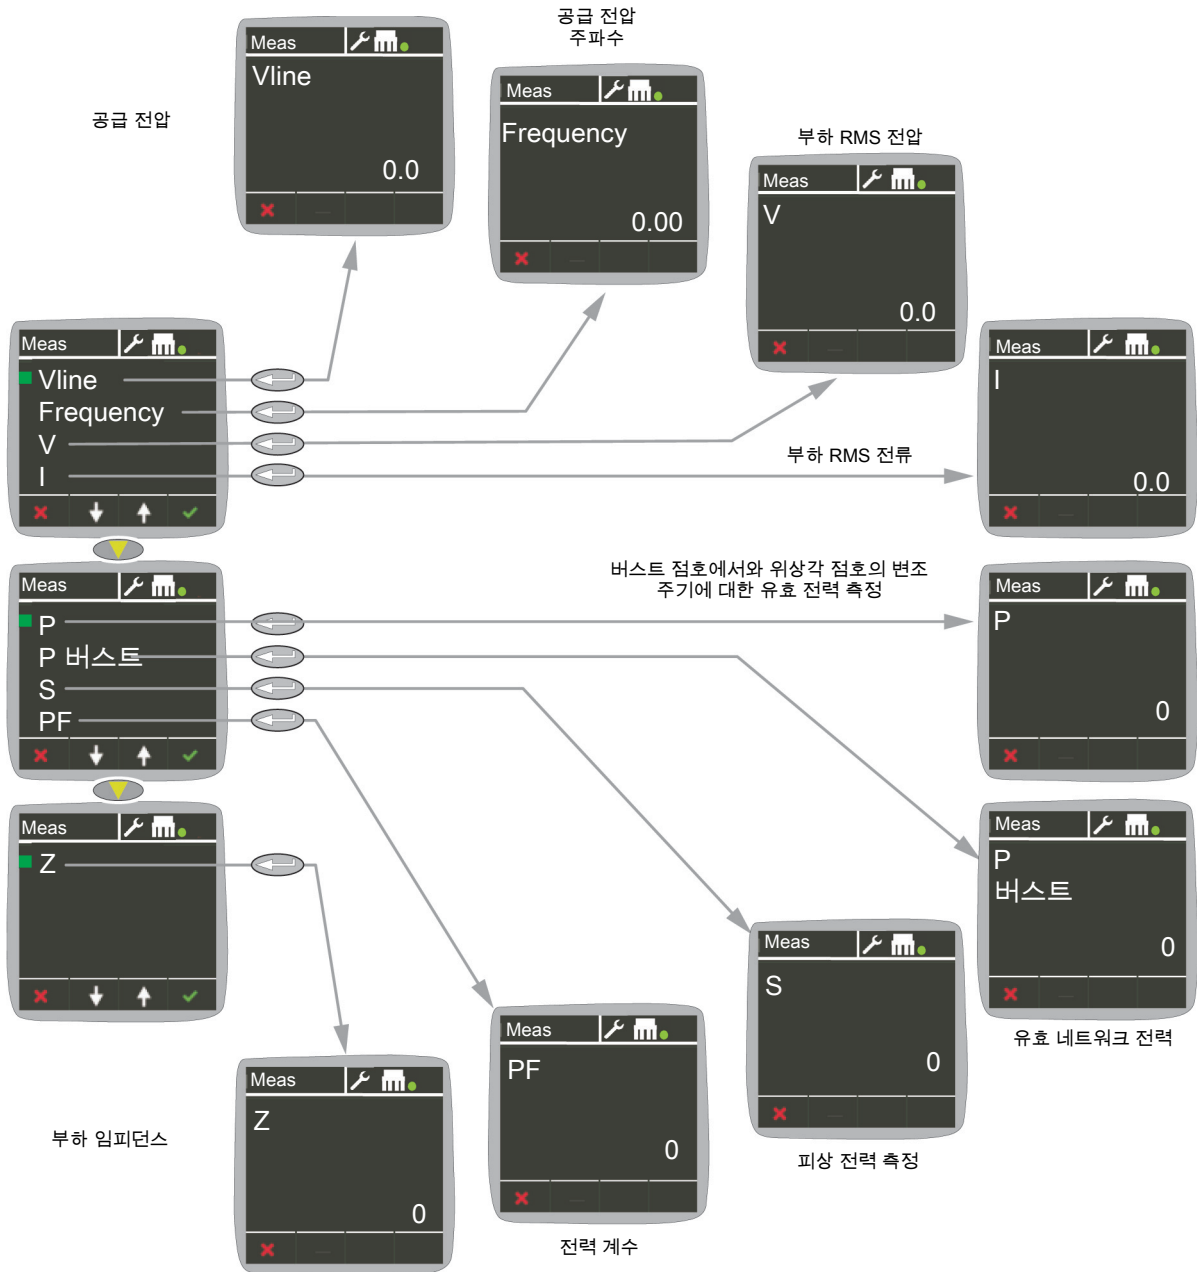 공급 전압
Meas
Vline
0.0
공급 전압
주파수
Meas
Frequency
0.00
부하 RMS 전압
Meas
V
0.0
Meas
Vline
Frequency
V
I
부하 RMS 전류
Meas
I
0.0
Meas
P
P 버스트
S
PF
버스트 점호에서와 위상각 점호의 변조
주기에 대한 유효 전력 측정
Meas
P
0
Meas
Z
Meas
P
버스트
0
유효 네트워크 전력
Meas
S
0
피상 전력 측정
Meas
PF
0
전력 계수
부하 임피던스
Meas
Z
0